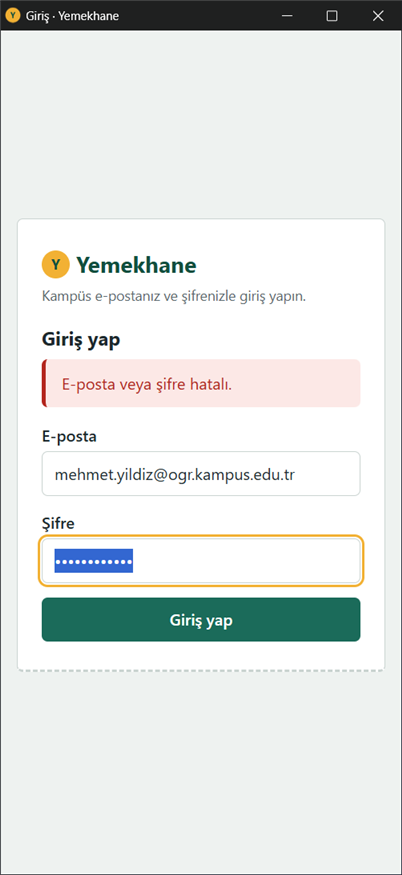 Y Giriş · Yemekhane
Y Yemekhane
Kampüs e-postanız ve şifrenizle giriş yapın.
Giriş yap
E-posta veya şifre hatalı.
E-posta
mehmet.yildiz@ogr.kampus.edu.tr
Şifre
••••••••••••
Giriş yap